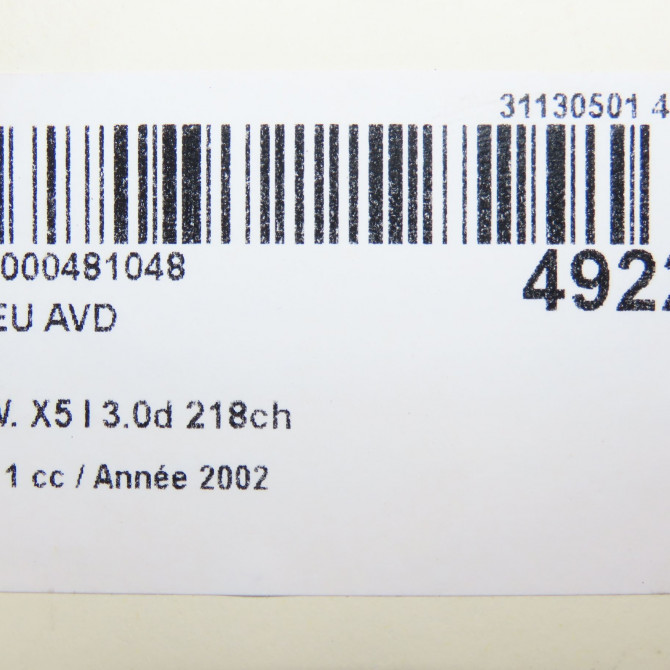 31130501 4
000481048
4922
EU AVD
W. X5 I 3.0d 218ch
1 cc / Année 2002